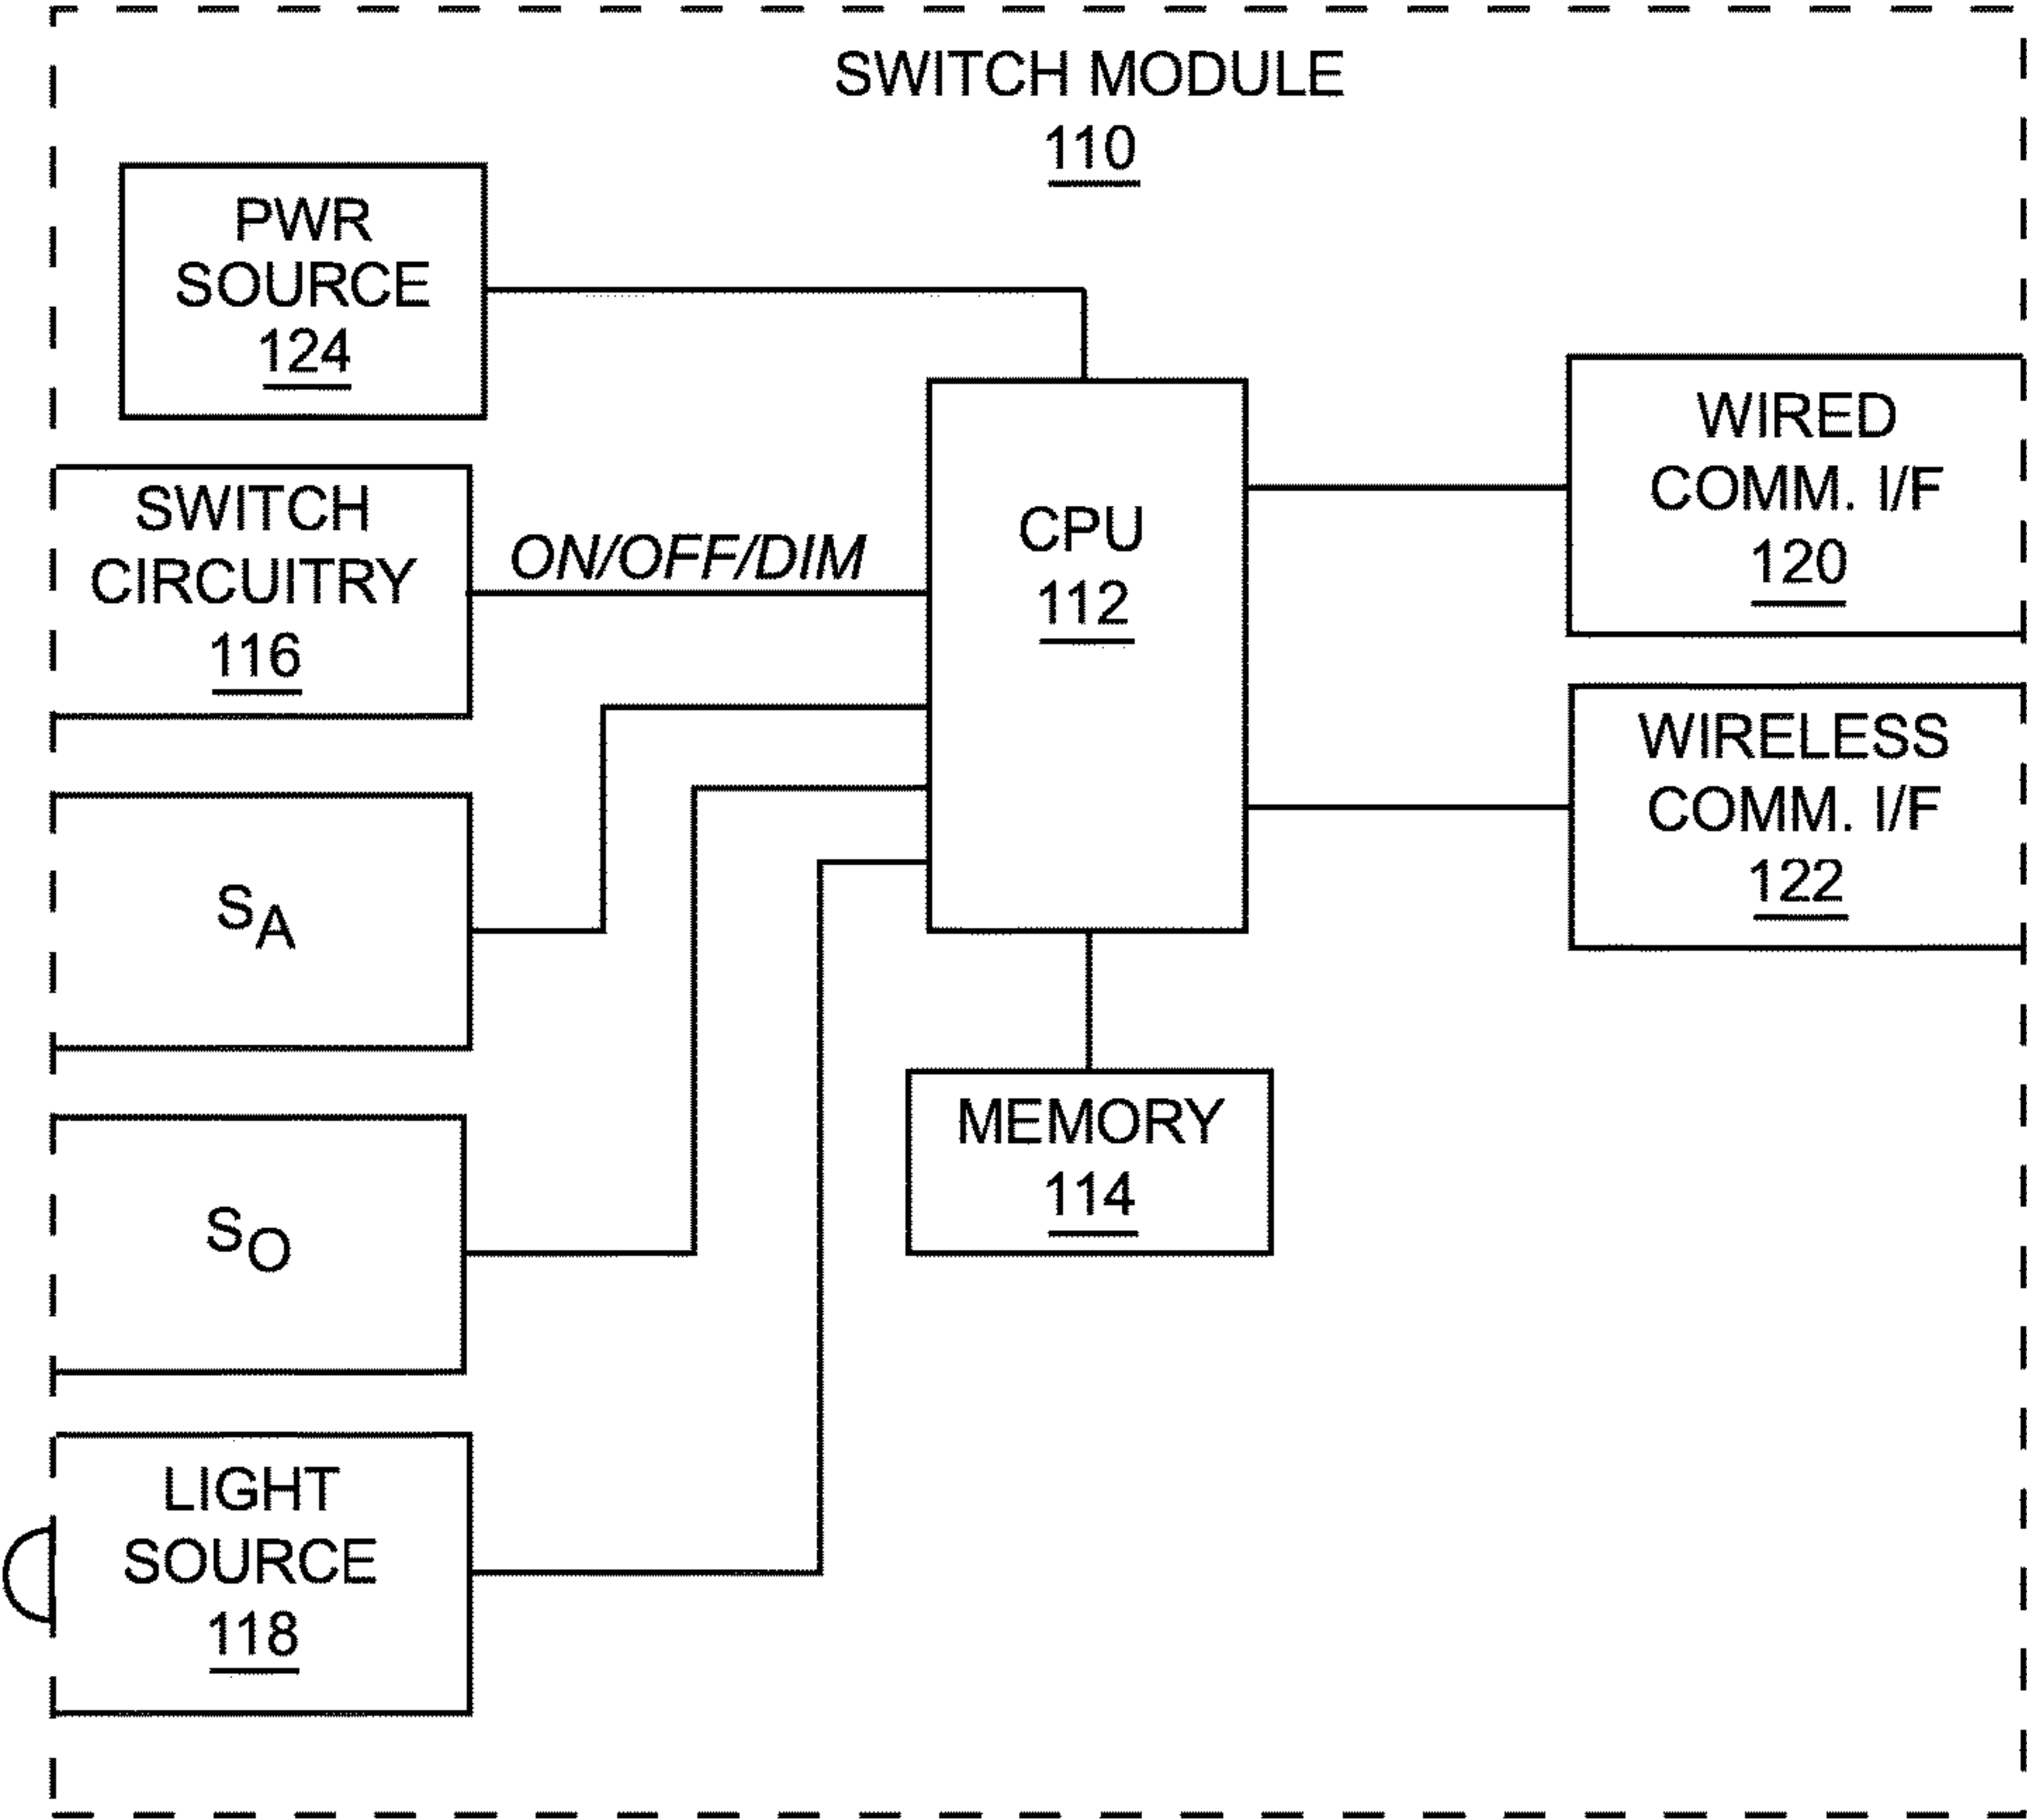 SWITCH MODULE
110
PWR
SOURCE
124
SWITCH
CIRCUITRY
116
ON/OFF/DIM
CPU
112
WIRED
COMM. I/F
120
WIRELESS
COMM. I/F
122
SA
SO
MEMORY
114
LIGHT
SOURCE
118